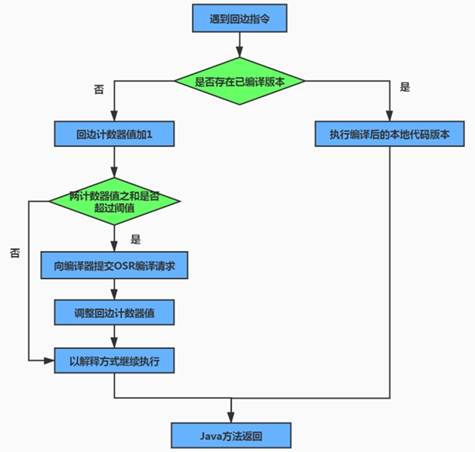 遇到回边指令
是否存在已编译版本
否
是
回边计数器值加1
执行编译后的本地代码版本
两计数器值之和是否
超过阈值
是
否
向编译器提交OSR编译请求
调整回边计数器值
以解释方式继续执行
Java方法返回